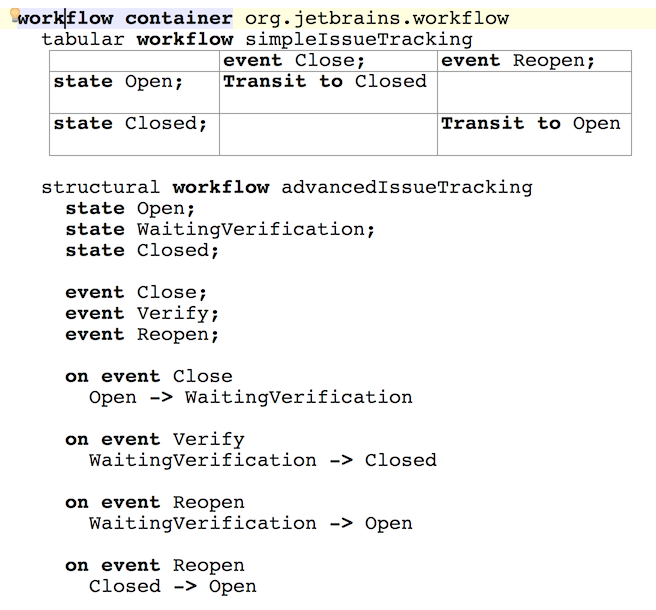 workflow container org.jetbrains.workflow
tabular workflow simpleIssueTracking
event Close; event Reopen;
state Open; Transit to Closed
state Closed; Transit to Open
structural workflow advancedIssueTracking
state Open;
state WaitingVerification;
state Closed;
event Close;
event Verify;
event Reopen;
on event Close
Open -> WaitingVerification
on event Verify
WaitingVerification -> Closed
on event Reopen
WaitingVerification -> Open
on event Reopen
Closed -> Open